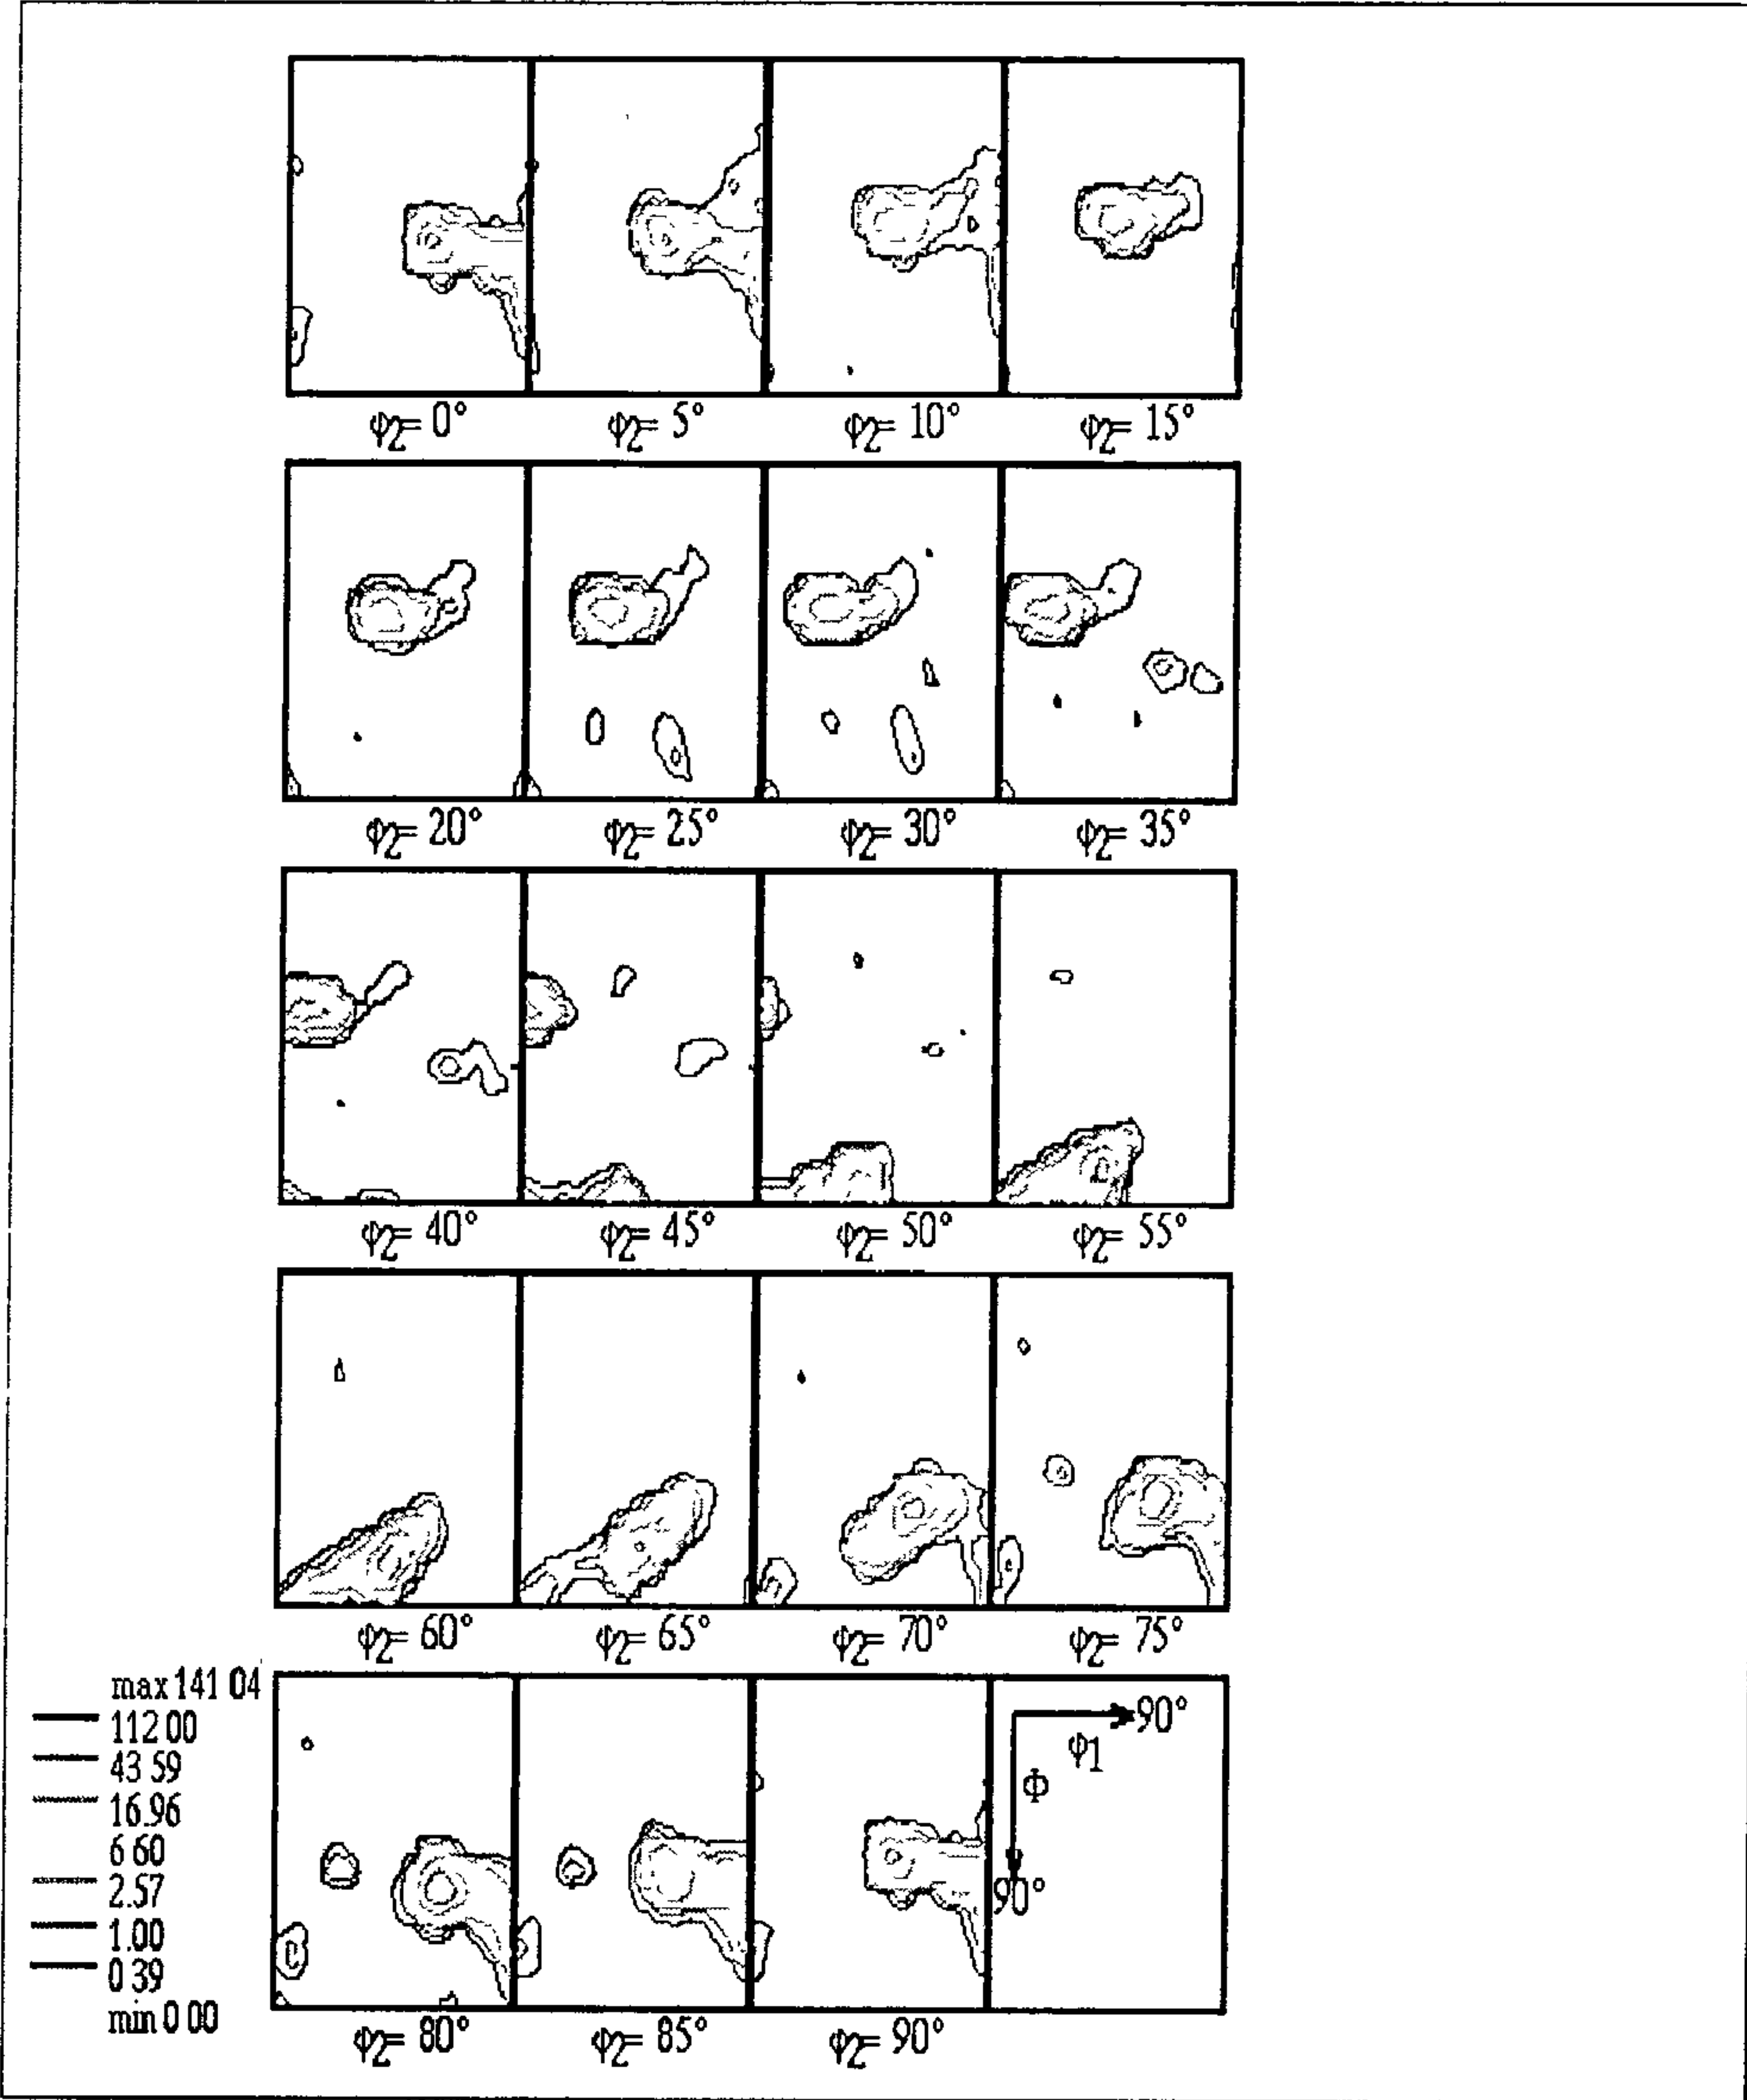 φ2= 0° φ2= 5° φ2= 10° φ2= 15°
φ2= 20° φ2= 25° φ2= 30° φ2= 35°
φ2= 40° φ2= 45° φ2= 50° φ2= 55°
φ2= 60° φ2= 65° φ2= 70° φ2= 75°
max 141 04
112 00
43 59
16.96
6 60
2.57
1.00
0 39
min 0 00
90°
φ1
Φ
90°
φ2= 80° φ2= 85° φ2= 90°